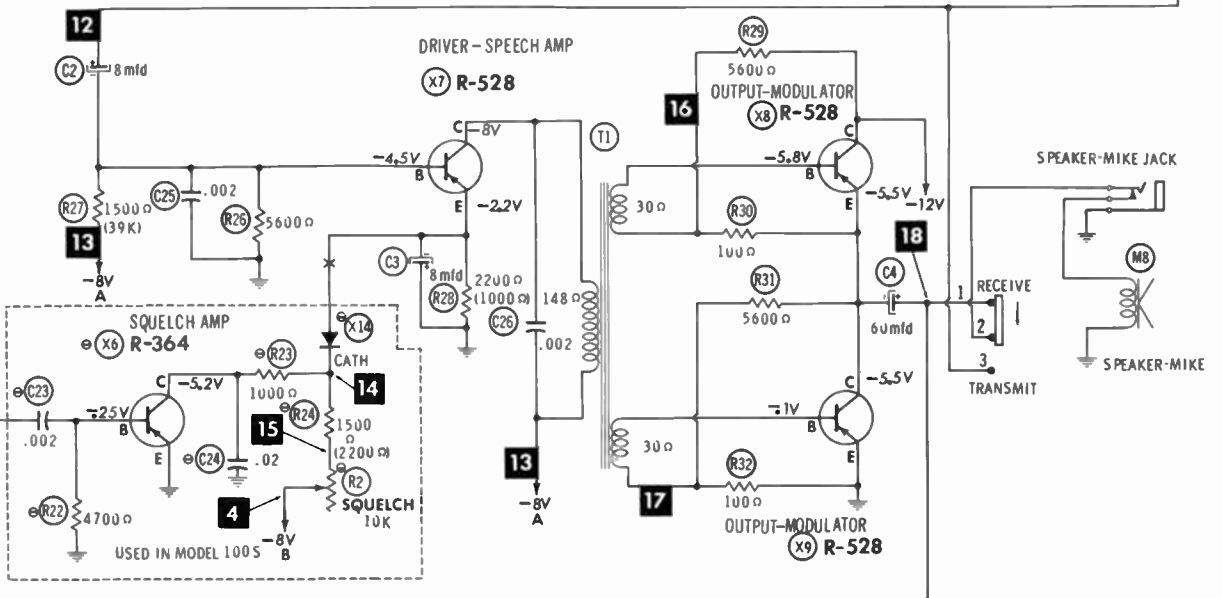 12
C2
8 mfd
DRIVER - SPEECH AMP
X7 R-528
C
-8V
-4.5V
B
E
-2.2V
R27
1500Ω
(39K)
13
-8V
A
C25
.002
R26
5600Ω
C3
8 mfd
R28
2200Ω
(1000Ω)
C26
.002
148Ω
T1
13
-8V
A
R29
5600Ω
OUTPUT-MODULATOR
X8 R-528
16
C
-5.8V
B
E
-5.5V
-12V
30Ω
R30
100Ω
18
R31
5600Ω
C4
60 mfd
SPEAKER-MIKE JACK
M8
RECEIVE
1
2
3
TRANSMIT
SPEAKER-MIKE
C
-5.5V
-.1V
B
E
30Ω
R32
100Ω
17
OUTPUT-MODULATOR
X9 R-528
SQUELCH AMP
⊖ X6 R-364
⊖ X14
CATH
C
-5.2V
⊖ R23
1000Ω
14
⊖ C23
.002
-.25V
B
E
⊖ R24
1500
Ω
(2200Ω)
15
⊖ C24
.02
⊖ R2
SQUELCH
10K
4
-8V
B
⊖ R22
4700Ω
USED IN MODEL 100S